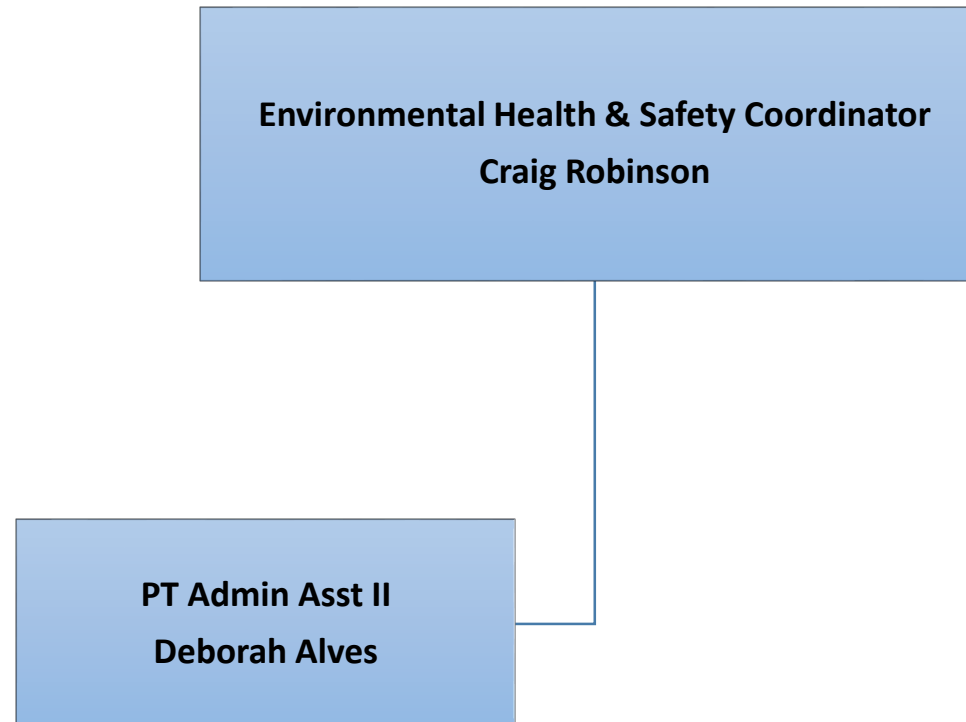 Environmental Health & Safety Coordinator
Craig Robinson
PT Admin Asst II
Deborah Alves